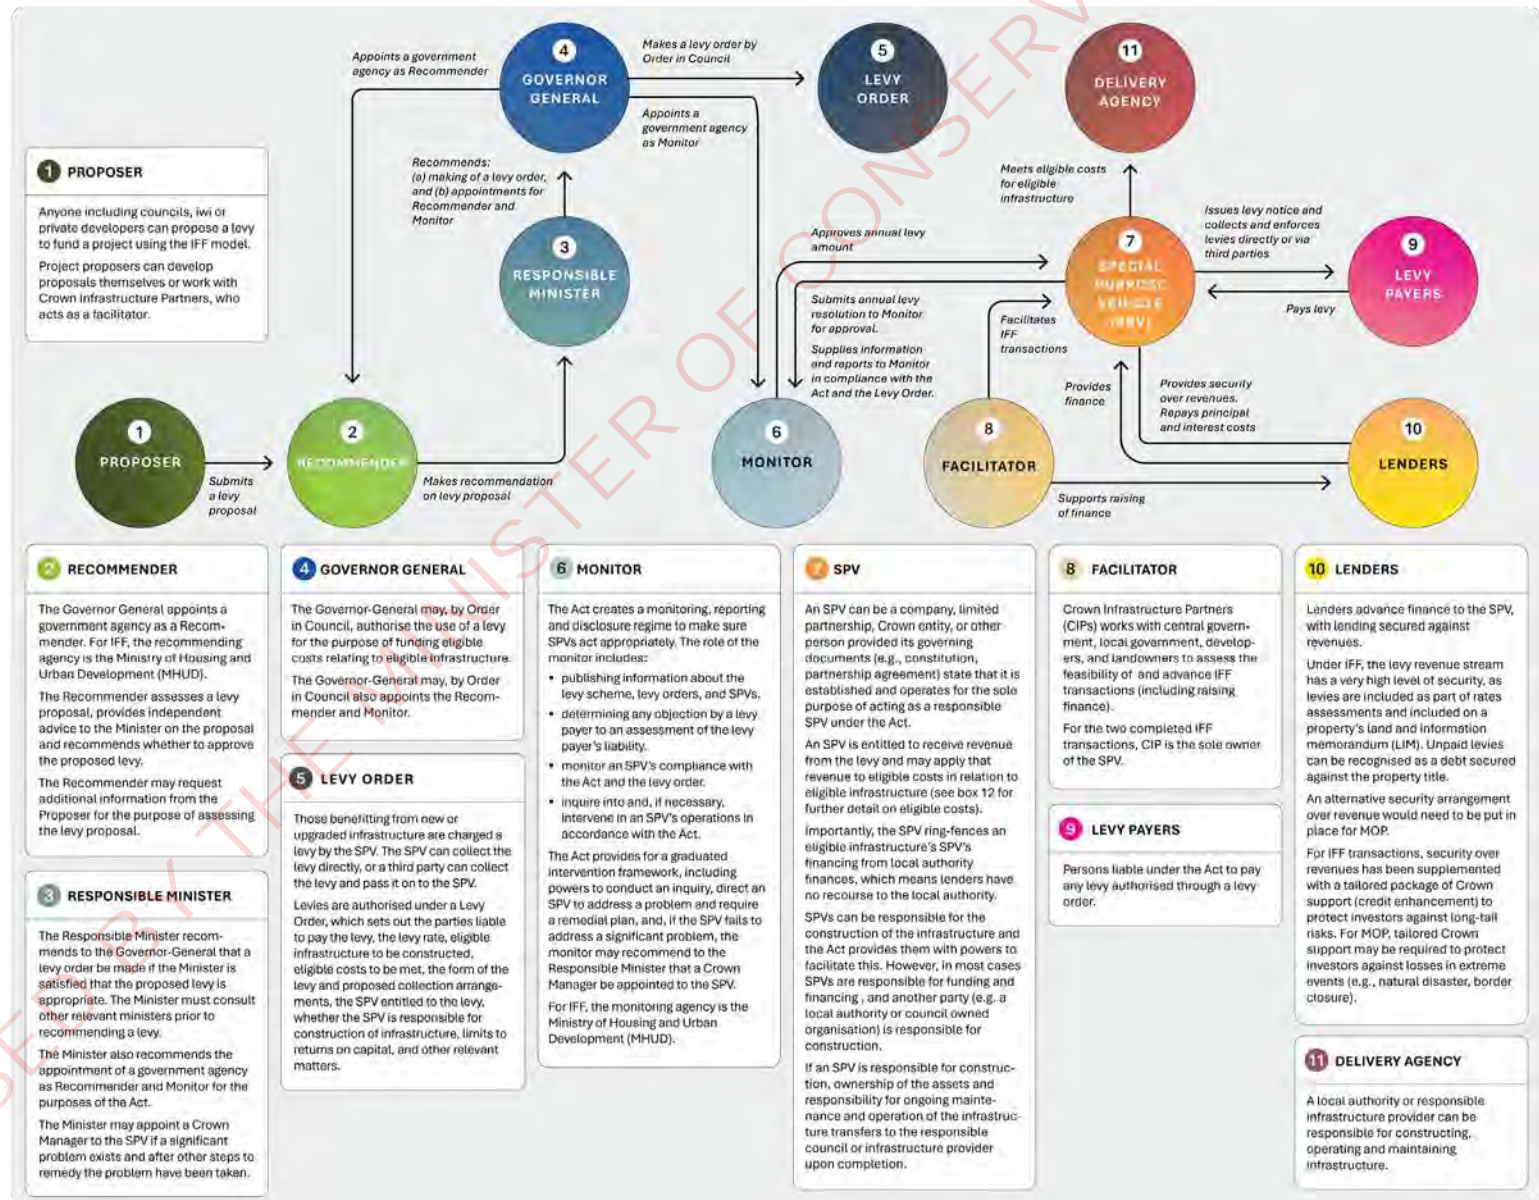 Appoints a government
agency as Recommender
4
GOVERNOR
GENERAL
Makes a levy order by
Order in Council
5
LEVY
ORDER
11
DELIVERY
AGENCY
Appoints a
government agency
as Monitor
1 PROPOSER
Anyone including councils, iwi or
private developers can propose a levy
to fund a project using the IFF model.
Project proposers can develop
proposals themselves or work with
Crown Infrastructure Partners, who
acts as a facilitator.
Recommends:
(a) making of a levy order,
and (b) appointments for
Recommender and
Monitor
3
RESPONSIBLE
MINISTER
Meets eligible costs
for eligible
infrastructure
Approves annual levy
amount
7
SPECIAL
PURPOSE
VEHICLE
(SPV)
Issues levy notice and
collects and enforces
levies directly or via
third parties
9
LEVY
PAYERS
Pays levy
Submits annual levy
resolution to Monitor
for approval.
Supplies information
and reports to Monitor
in compliance with the
Act and the Levy Order.
Facilitates
IFF
transactions
Provides
finance
Provides security
over revenues.
Repays principal
and interest costs
1
PROPOSER
Submits
a levy
proposal
2
RECOMMENDER
Makes recommendation
on levy proposal
6
MONITOR
8
FACILITATOR
Supports raising
of finance
10
LENDERS
2 RECOMMENDER
The Governor General appoints a
government agency as a Recom-
mender. For IFF, the recommending
agency is the Ministry of Housing and
Urban Development (MHUD).
The Recommender assesses a levy
proposal, provides independent
advice to the Minister on the proposal
and recommends whether to approve
the proposed levy.
The Recommender may request
additional information from the
Proposer for the purpose of assessing
the levy proposal.
3 RESPONSIBLE MINISTER
The Responsible Minister recom-
mends to the Governor-General that a
levy order be made if the Minister is
satisfied that the proposed levy is
appropriate. The Minister must consult
other relevant ministers prior to
recommending a levy.
The Minister also recommends the
appointment of a government agency
as Recommender and Monitor for the
purposes of the Act.
The Minister may appoint a Crown
Manager to the SPV if a significant
problem exists and after other steps to
remedy the problem have been taken.
4 GOVERNOR GENERAL
The Governor-General may, by Order
in Council, authorise the use of a levy
for the purpose of funding eligible
costs relating to eligible infrastructure.
The Governor-General may, by Order
in Council also appoints the Recom-
mender and Monitor.
5 LEVY ORDER
Those benefitting from new or
upgraded infrastructure are charged a
levy by the SPV. The SPV can collect the
levy directly, or a third party can collect
the levy and pass it on to the SPV.
Levies are authorised under a Levy
Order, which sets out the parties liable
to pay the levy, the levy rate, eligible
infrastructure to be constructed,
eligible costs to be met, the form of the
levy and proposed collection arrange-
ments, the SPV entitled to the levy,
whether the SPV is responsible for
construction of infrastructure, limits to
returns on capital, and other relevant
matters.
6 MONITOR
The Act creates a monitoring, reporting
and disclosure regime to make sure
SPVs act appropriately. The role of the
monitor includes:
• publishing information about the
levy scheme, levy orders, and SPVs.
• determining any objection by a levy
payer to an assessment of the levy
payer's liability.
• monitor an SPV's compliance with
the Act and the levy order.
• inquire into and, if necessary,
intervene in an SPV's operations in
accordance with the Act.
The Act provides for a graduated
intervention framework, including
powers to conduct an inquiry, direct an
SPV to address a problem and require
a remedial plan, and, if the SPV fails to
address a significant problem, the
monitor may recommend to the
Responsible Minister that a Crown
Manager be appointed to the SPV.
For IFF, the monitoring agency is the
Ministry of Housing and Urban
Development (MHUD).
7 SPV
An SPV can be a company, limited
partnership, Crown entity, or other
person provided its governing
documents (e.g., constitution,
partnership agreement) state that it is
established and operates for the sole
purpose of acting as a responsible
SPV under the Act.
An SPV is entitled to receive revenue
from the levy and may apply that
revenue to eligible costs in relation to
eligible infrastructure (see box 12 for
further detail on eligible costs).
Importantly, the SPV ring-fences an
eligible infrastructure's SPV's
financing from local authority
finances, which means lenders have
no recourse to the local authority.
SPVs can be responsible for the
construction of the infrastructure and
the Act provides them with powers to
facilitate this. However, in most cases
SPVs are responsible for funding and
financing , and another party (e.g. a
local authority or council owned
organisation) is responsible for
construction.
If an SPV is responsible for construc-
tion, ownership of the assets and
responsibility for ongoing mainte-
nance and operation of the infrastruc-
ture transfers to the responsible
council or infrastructure provider
upon completion.
8 FACILITATOR
Crown Infrastructure Partners
(CIPs) works with central govern-
ment, local government, develop-
ers, and landowners to assess the
feasibility of and advance IFF
transactions (including raising
finance).
For the two completed IFF
transactions, CIP is the sole owner
of the SPV.
9 LEVY PAYERS
Persons liable under the Act to pay
any levy authorised through a levy
order.
10 LENDERS
Lenders advance finance to the SPV,
with lending secured against
revenues.
Under IFF, the levy revenue stream
has a very high level of security, as
levies are included as part of rates
assessments and included on a
property's land and information
memorandum (LIM). Unpaid levies
can be recognised as a debt secured
against the property title.
An alternative security arrangement
over revenue would need to be put in
place for MOP.
For IFF transactions, security over
revenues has been supplemented
with a tailored package of Crown
support (credit enhancement) to
protect investors against long-tail
risks. For MOP, tailored Crown
support may be required to protect
investors against losses in extreme
events (e.g., natural disaster, border
closure).
11 DELIVERY AGENCY
A local authority or responsible
infrastructure provider can be
responsible for constructing,
operating and maintaining
infrastructure.
SED BY THE MINISTER OF CONSERV